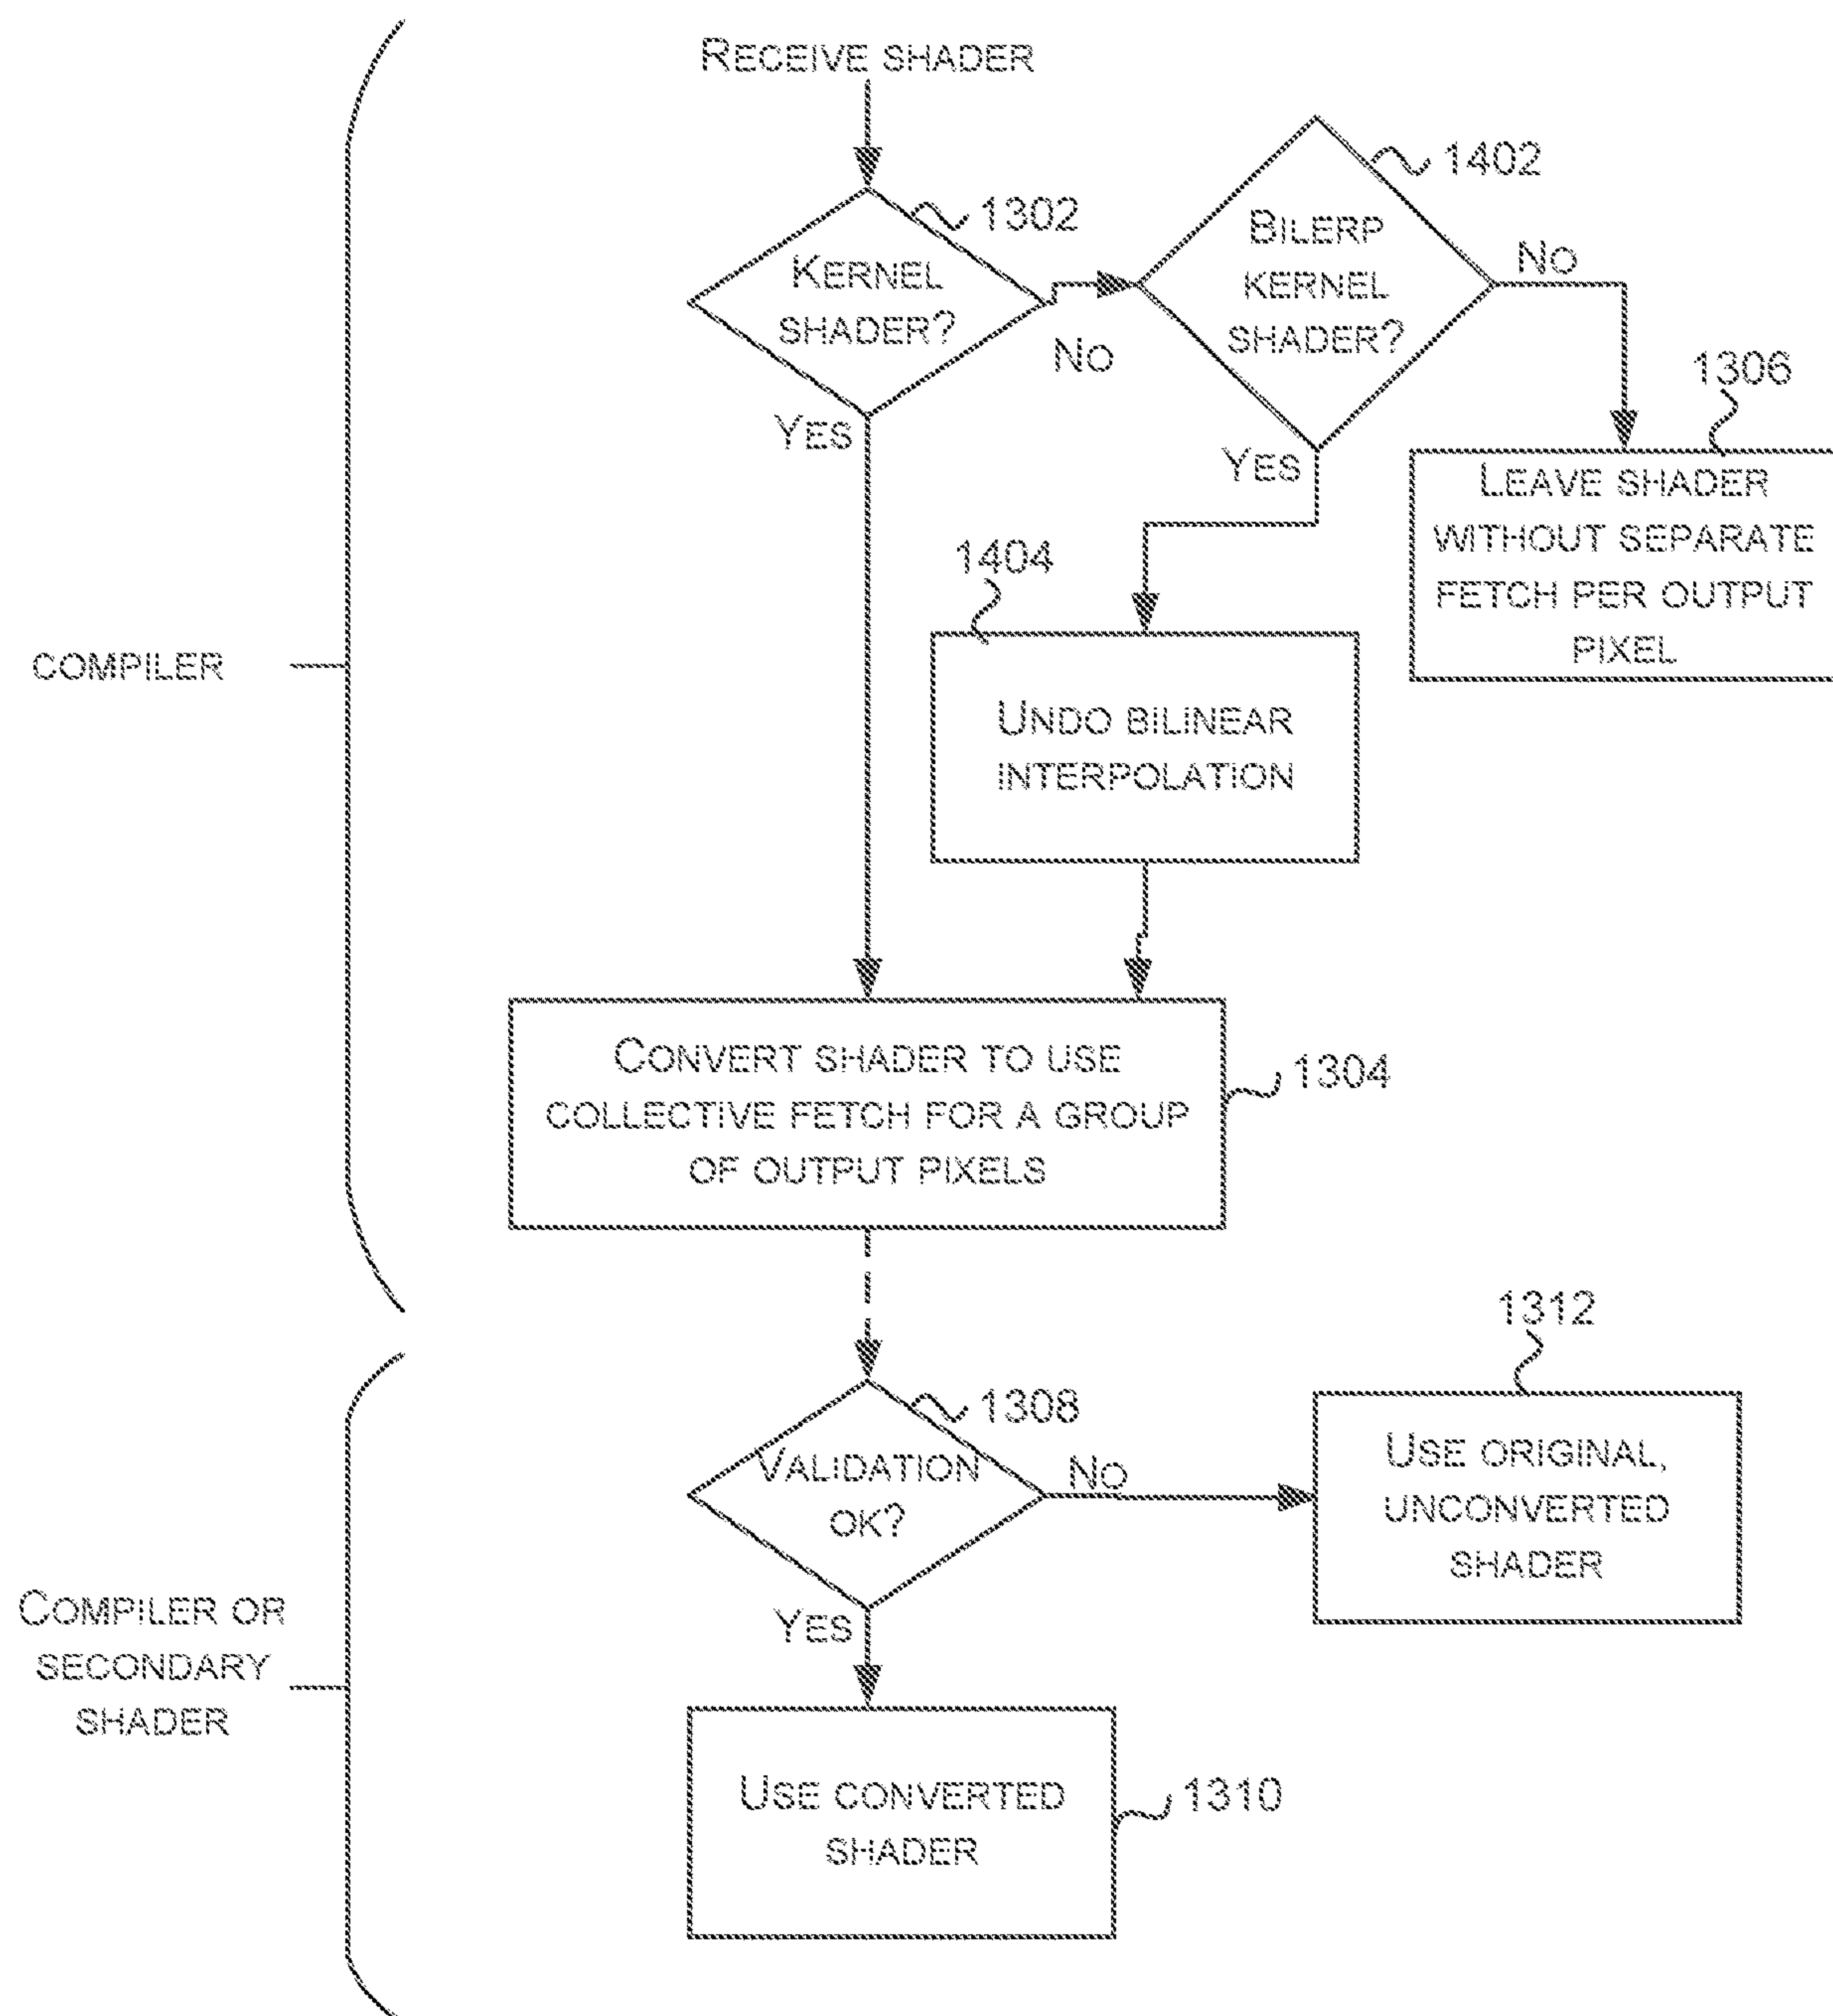 RECEIVE SHADER
1402
1302
BILERP
KERNEL
SHADER?
NO
KERNEL
SHADER?
NO
1306
YES
YES
LEAVE SHADER
WITHOUT SEPARATE
FETCH PER OUTPUT
PIXEL
1404
COMPILER
UNDO BILINEAR
INTERPOLATION
CONVERT SHADER TO USE
COLLECTIVE FETCH FOR A GROUP
OF OUTPUT PIXELS
1304
1312
1308
VALIDATION
OK?
NO
USE ORIGINAL,
UNCONVERTED
SHADER
COMPILER OR
SECONDARY
SHADER
YES
USE CONVERTED
SHADER
1310